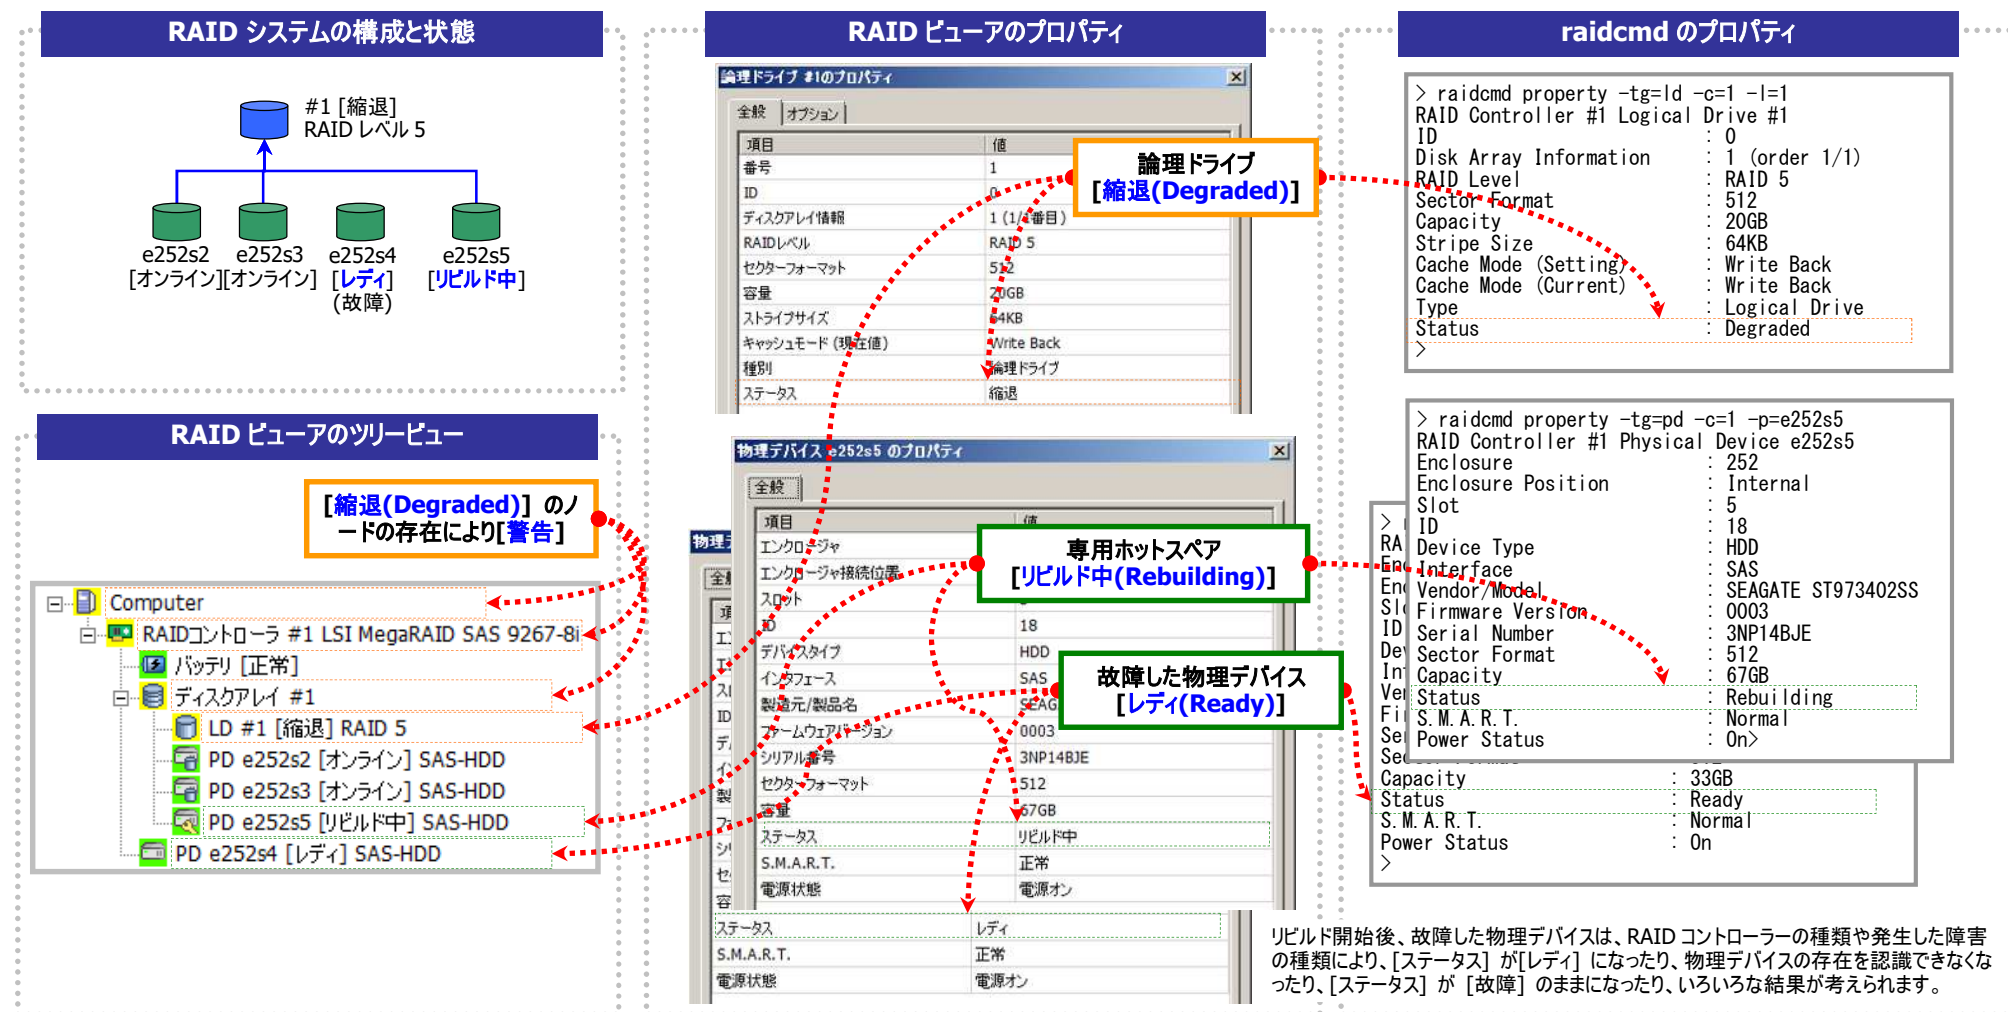 RAID システムの構成と状態
#1 [縮退]
RAID レベル 5
e252s2 e252s3 e252s4 e252s5
[オンライン][オンライン] [レディ] [リビルド中]
(故障)
RAID ビューアのツリービュー
[縮退(Degraded)] のノ
ードの存在により[警告]
Computer
RAIDコントローラ #1 LSI MegaRAID SAS 9267-8i
バッテリ [正常]
ディスクアレイ #1
LD #1 [縮退] RAID 5
PD e252s2 [オンライン] SAS-HDD
PD e252s3 [オンライン] SAS-HDD
PD e252s5 [リビルド中] SAS-HDD
PD e252s4 [レディ] SAS-HDD
RAID ビューアのプロパティ
論理ドライブ #1のプロパティ
全般 オプション
項目 値
番号 1
ID 0
ディスクアレイ情報 1 (1/1番目)
RAIDレベル RAID 5
セクターフォーマット 512
容量 20GB
ストライプサイズ 64KB
キャッシュモード (現在値) Write Back
種別 論理ドライブ
ステータス 縮退
論理ドライブ
[縮退(Degraded)]
物理デバイス e252s5 のプロパティ
全般
項目 値
エンクロージャ
エンクロージャ接続位置
スロット
ID 18
デバイスタイプ HDD
インタフェース SAS
製造元/製品名 SEAG
ファームウェアバージョン 0003
シリアル番号 3NP14BJE
セクターフォーマット 512
容量 67GB
ステータス リビルド中
S.M.A.R.T. 正常
電源状態 電源オン
専用ホットスペア
[リビルド中(Rebuilding)]
故障した物理デバイス
[レディ(Ready)]
ステータス レディ
S.M.A.R.T. 正常
電源状態 電源オン
raidcmd のプロパティ
> raidcmd property -tg=ld -c=1 -l=1
RAID Controller #1 Logical Drive #1
ID : 0
Disk Array Information : 1 (order 1/1)
RAID Level : RAID 5
Sector Format : 512
Capacity : 20GB
Stripe Size : 64KB
Cache Mode (Setting) : Write Back
Cache Mode (Current) : Write Back
Type : Logical Drive
Status : Degraded
>
> raidcmd property -tg=pd -c=1 -p=e252s5
RAID Controller #1 Physical Device e252s5
Enclosure : 252
Enclosure Position : Internal
Slot : 5
ID : 18
Device Type : HDD
Interface : SAS
Vendor/Model : SEAGATE ST973402SS
Firmware Version : 0003
Serial Number : 3NP14BJE
Sector Format : 512
Capacity : 67GB
Status : Rebuilding
S.M.A.R.T. : Normal
Power Status : On>
Capacity : 33GB
Status : Ready
S.M.A.R.T. : Normal
Power Status : On
>
リビルド開始後、故障した物理デバイスは、RAID コントローラーの種類や発生した障害
の種類により、[ステータス] が[レディ] になったり、物理デバイスの存在を認識できなくな
ったり、[ステータス] が [故障] のままになったり、いろいろな結果が考えられます。